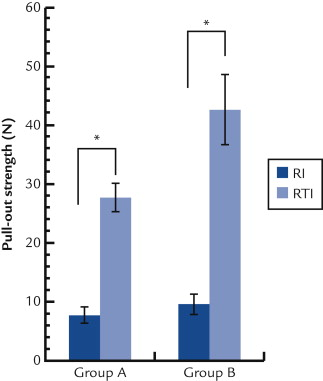 60
50
40
30
20
10
0
Pull-out strength (N)
*
*
RI
RTI
Group A
Group B